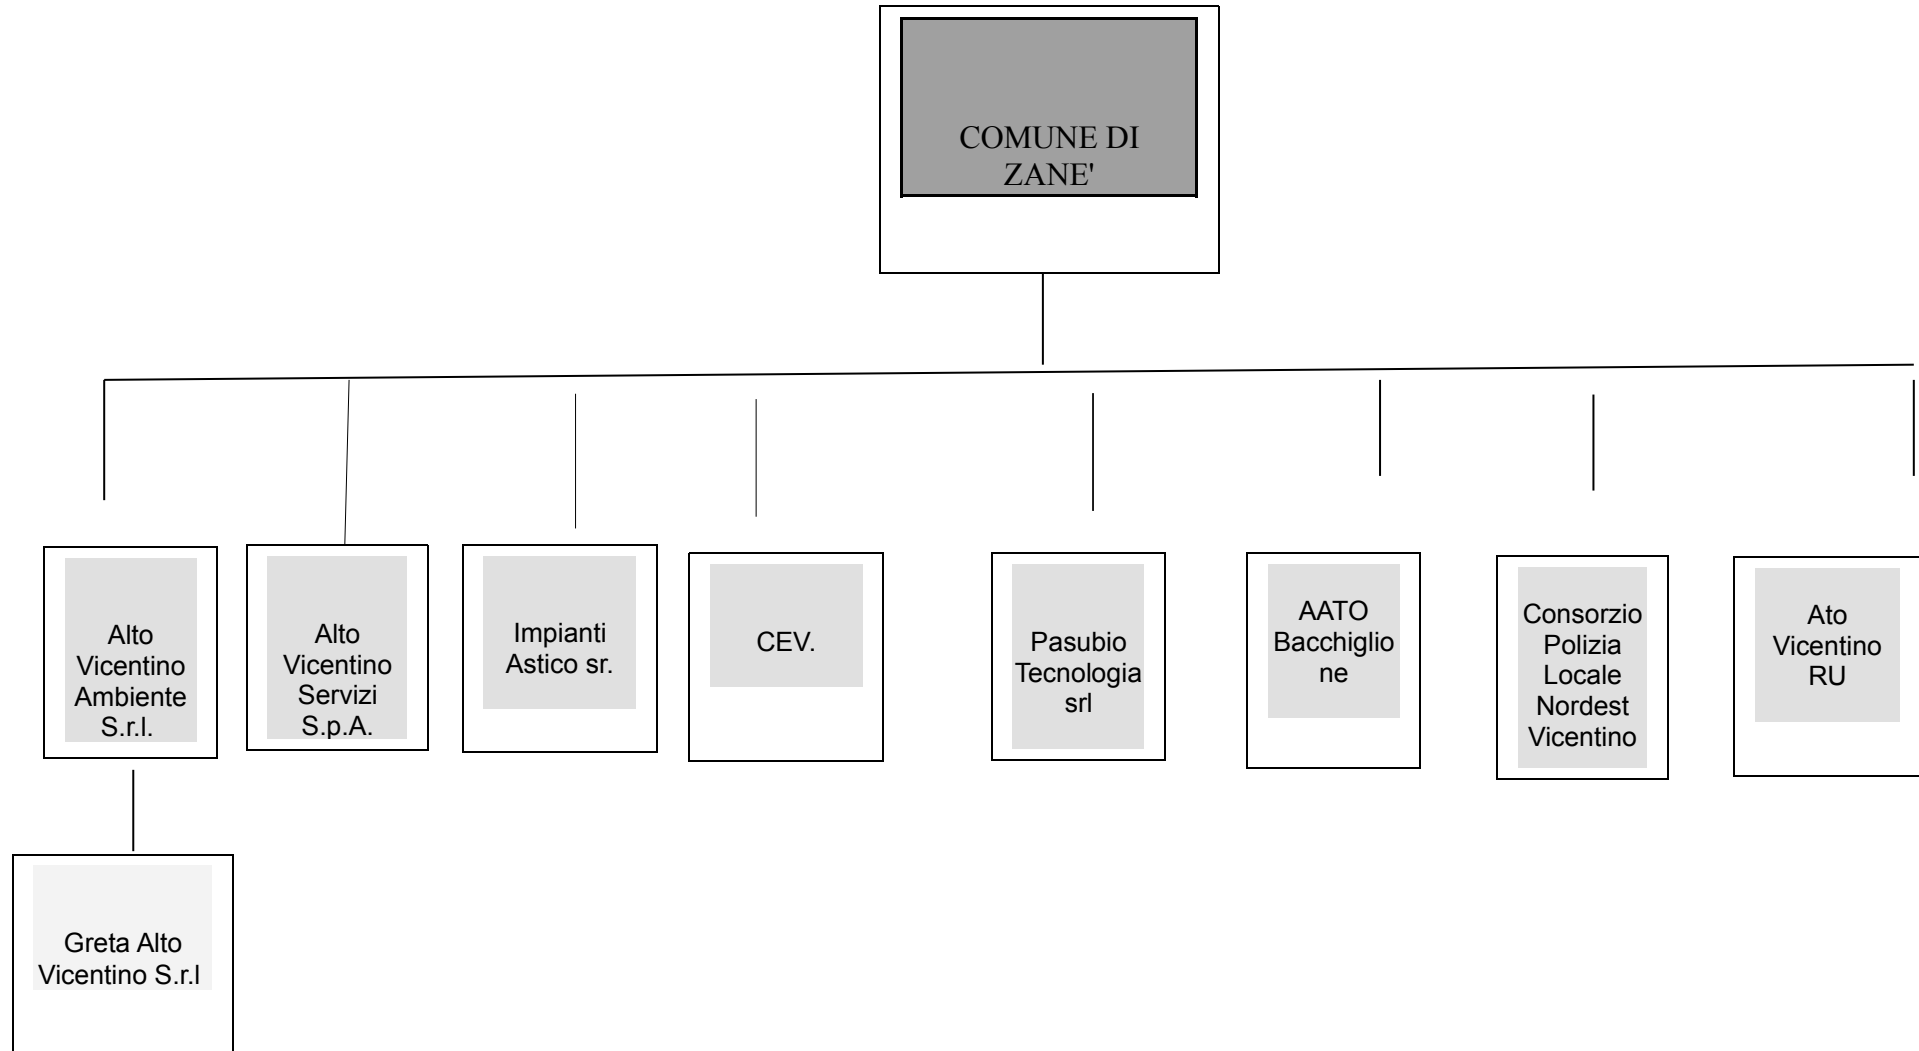 COMUNE DI
ZANE'
Alto
Vicentino
Ambiente
S.r.l.
Alto
Vicentino
Servizi
S.p.A.
Impianti
Astico sr.
CEV.
Pasubio
Tecnologia
srl
AATO
Bacchiglio
ne
Consorzio
Polizia
Locale
Nordest
Vicentino
Ato
Vicentino
RU
Greta Alto
Vicentino S.r.l